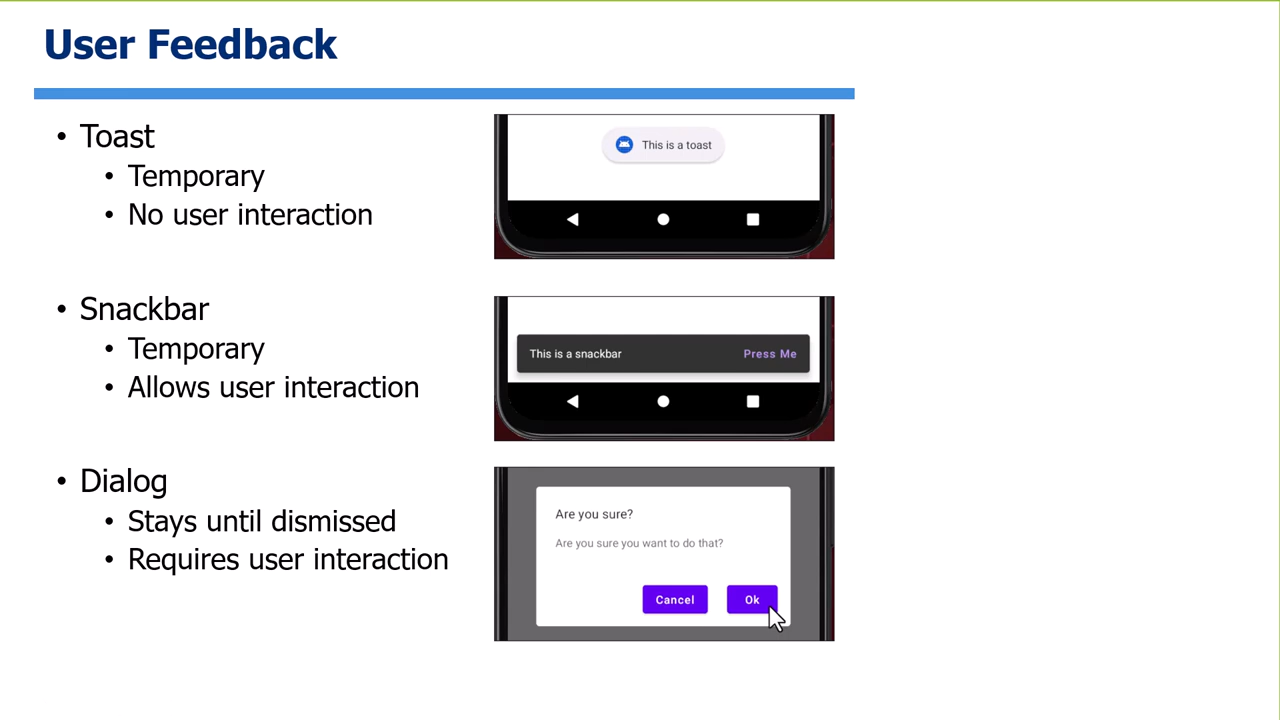 User Feedback
• Toast
• Temporary
• No user interaction
This is a toast
• Snackbar
• Temporary
• Allows user interaction
This is a snackbar Press Me
• Dialog
• Stays until dismissed
• Requires user interaction
Are you sure?
Are you sure you want to do that?
Cancel Ok